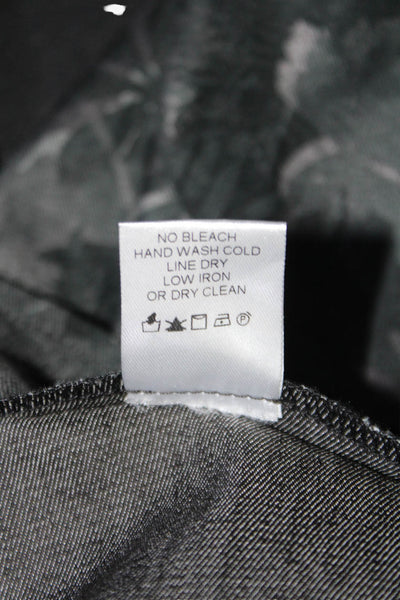 NO BLEACH
HAND WASH COLD
LINE DRY
LOW IRON
OR DRY CLEAN
P